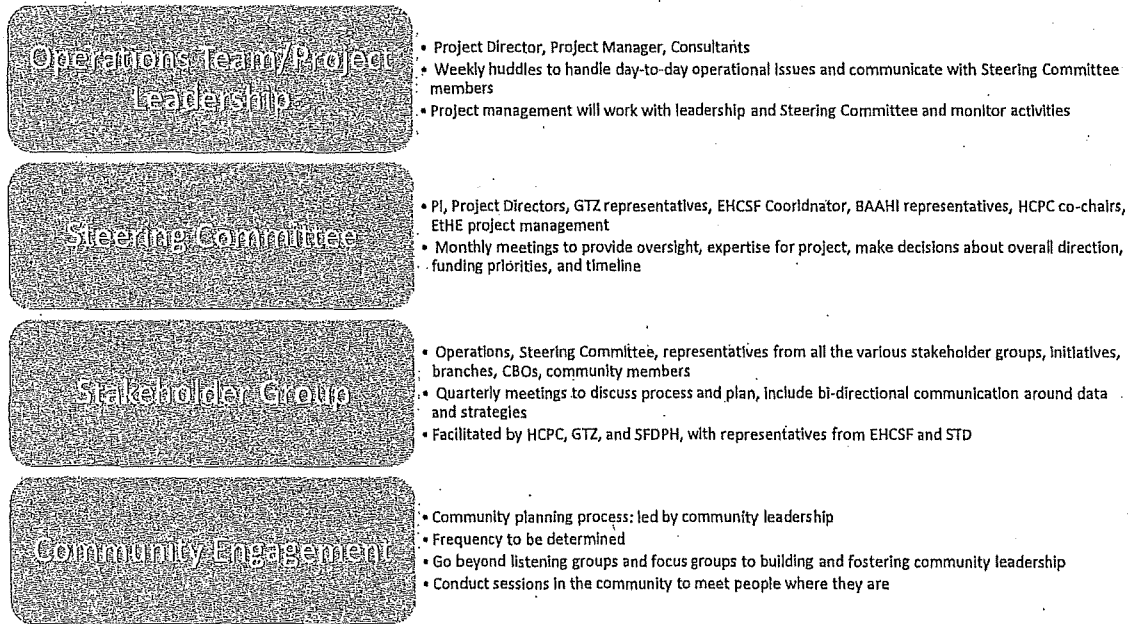 Operations Team/Project
Leadership
• Project Director, Project Manager, Consultants
• Weekly huddles to handle day-to-day operational issues and communicate with Steering Committee
members
• Project management will work with leadership and Steering Committee and monitor activities
Steering Committee
• PI, Project Directors, GTZ representatives, EHCSF Cooridnator, BAAHI representatives, HCPC co-chairs,
EtHE project management
• Monthly meetings to provide oversight, expertise for project, make decisions about overall direction,
funding priorities, and timeline
Stakeholder Group
• Operations, Steering Committee, representatives from all the various stakeholder groups, initiatives,
branches, CBOs, community members
• Quarterly meetings to discuss process and plan, include bi-directional communication around data
and strategies
• Facilitated by HCPC, GTZ, and SFDPH, with representatives from EHCSF and STD
Community Engagement
• Community planning process: led by community leadership
• Frequency to be determined
• Go beyond listening groups and focus groups to building and fostering community leadership
• Conduct sessions in the community to meet people where they are